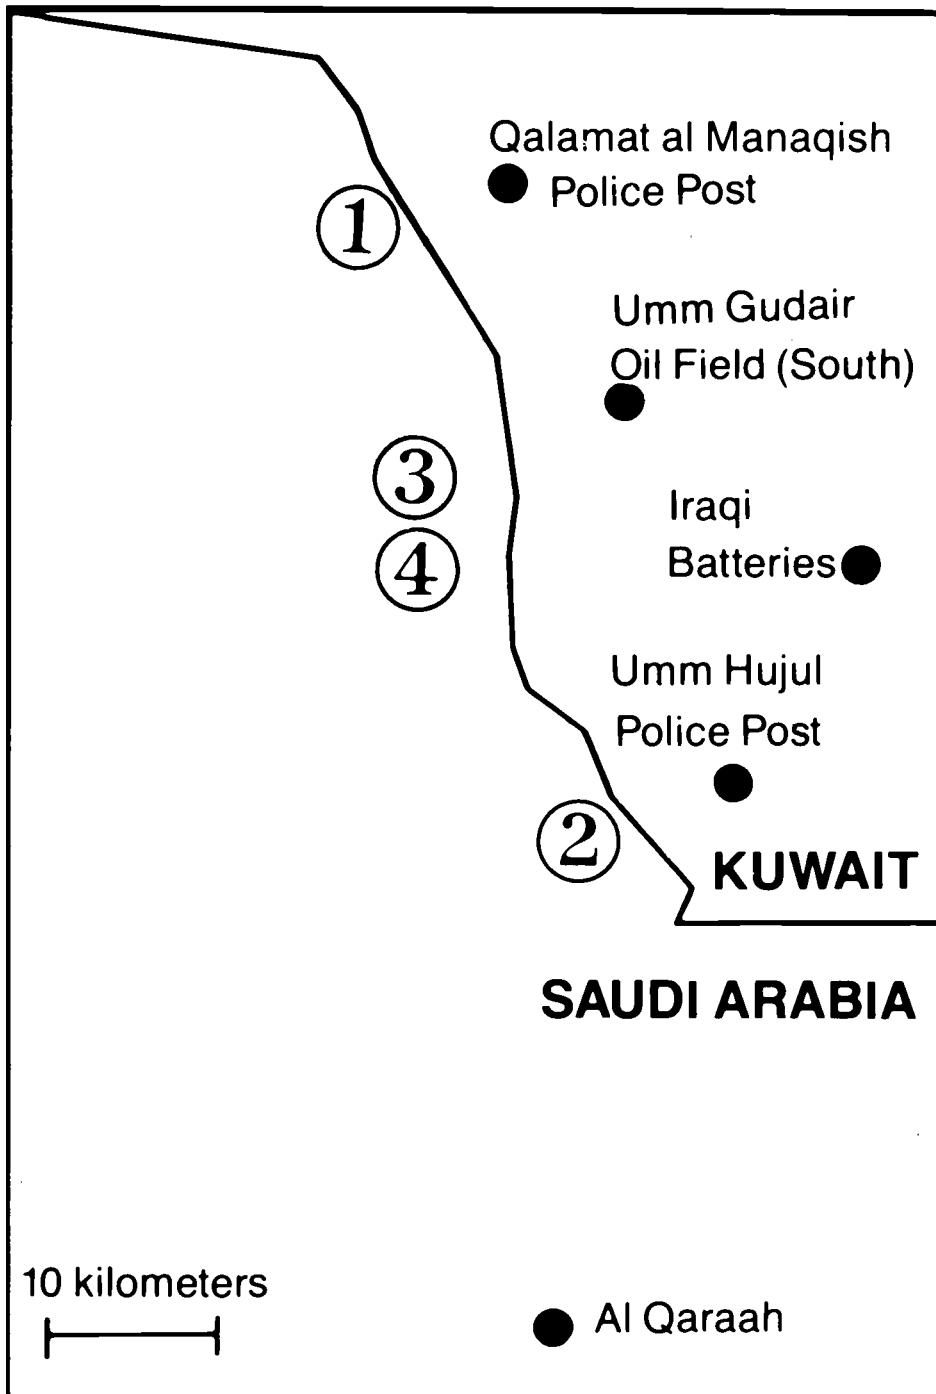 Qalamat al Manaqish
Police Post
1
Umm Gudair
Oil Field (South)
3
Iraqi
Batteries
4
Umm Hujul
Police Post
2
KUWAIT
SAUDI ARABIA
10 kilometers
Al Qaraah